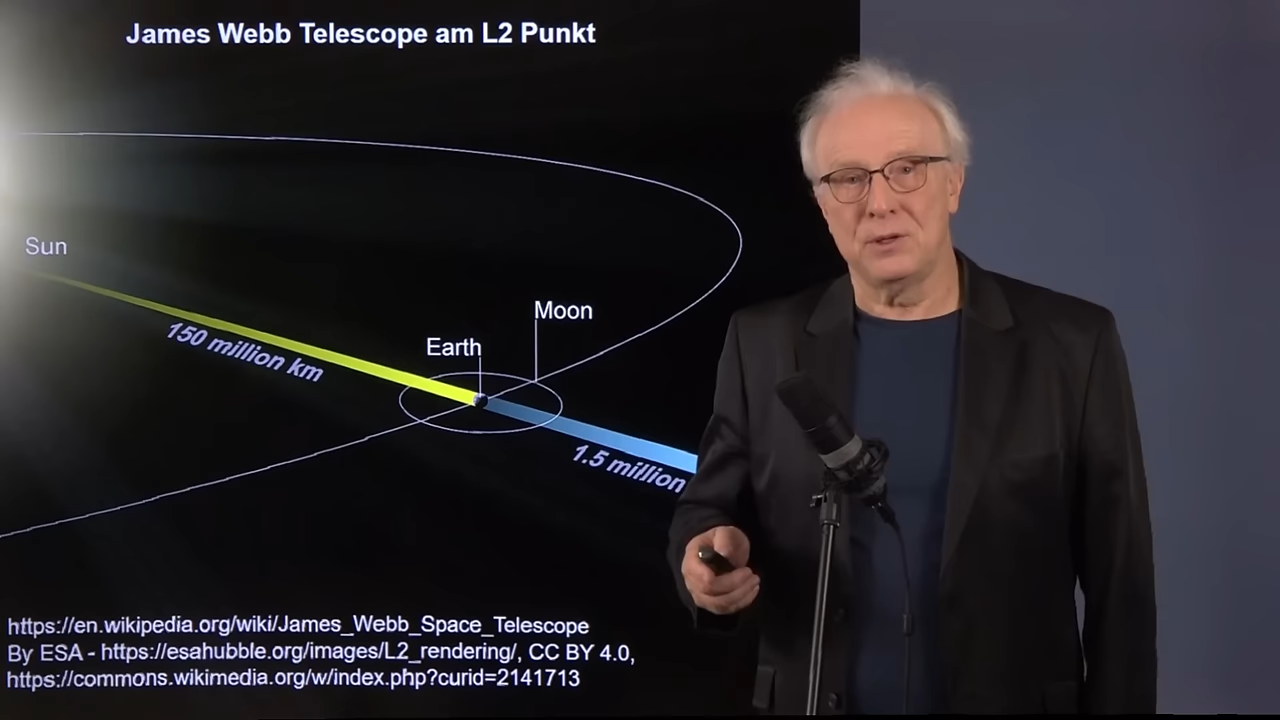 James Webb Telescope am L2 Punkt
Sun
Moon
Earth
150 million km
1.5 million
https://en.wikipedia.org/wiki/James_Webb_Space_Telescope
By ESA - https://esahubble.org/images/L2_rendering/, CC BY 4.0,
https://commons.wikimedia.org/w/index.php?curid=2141713